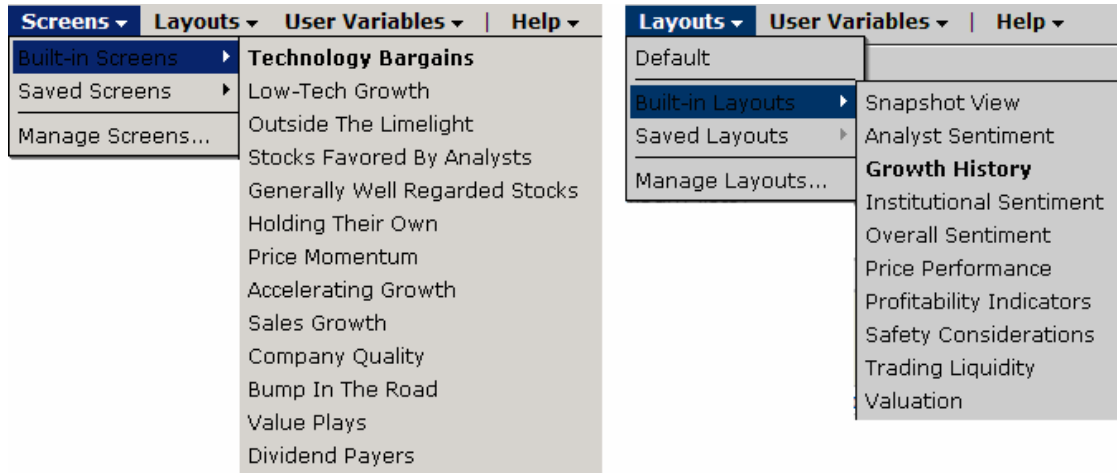 Screens Layouts User Variables | Help
Built-in Screens
Saved Screens
Manage Screens...
Technology Bargains
Low-Tech Growth
Outside The Limelight
Stocks Favored By Analysts
Generally Well Regarded Stocks
Holding Their Own
Price Momentum
Accelerating Growth
Sales Growth
Company Quality
Bump In The Road
Value Plays
Dividend Payers
Layouts User Variables | Help
Default
Built-in Layouts
Saved Layouts
Manage Layouts...
Snapshot View
Analyst Sentiment
Growth History
Institutional Sentiment
Overall Sentiment
Price Performance
Profitability Indicators
Safety Considerations
Trading Liquidity
Valuation